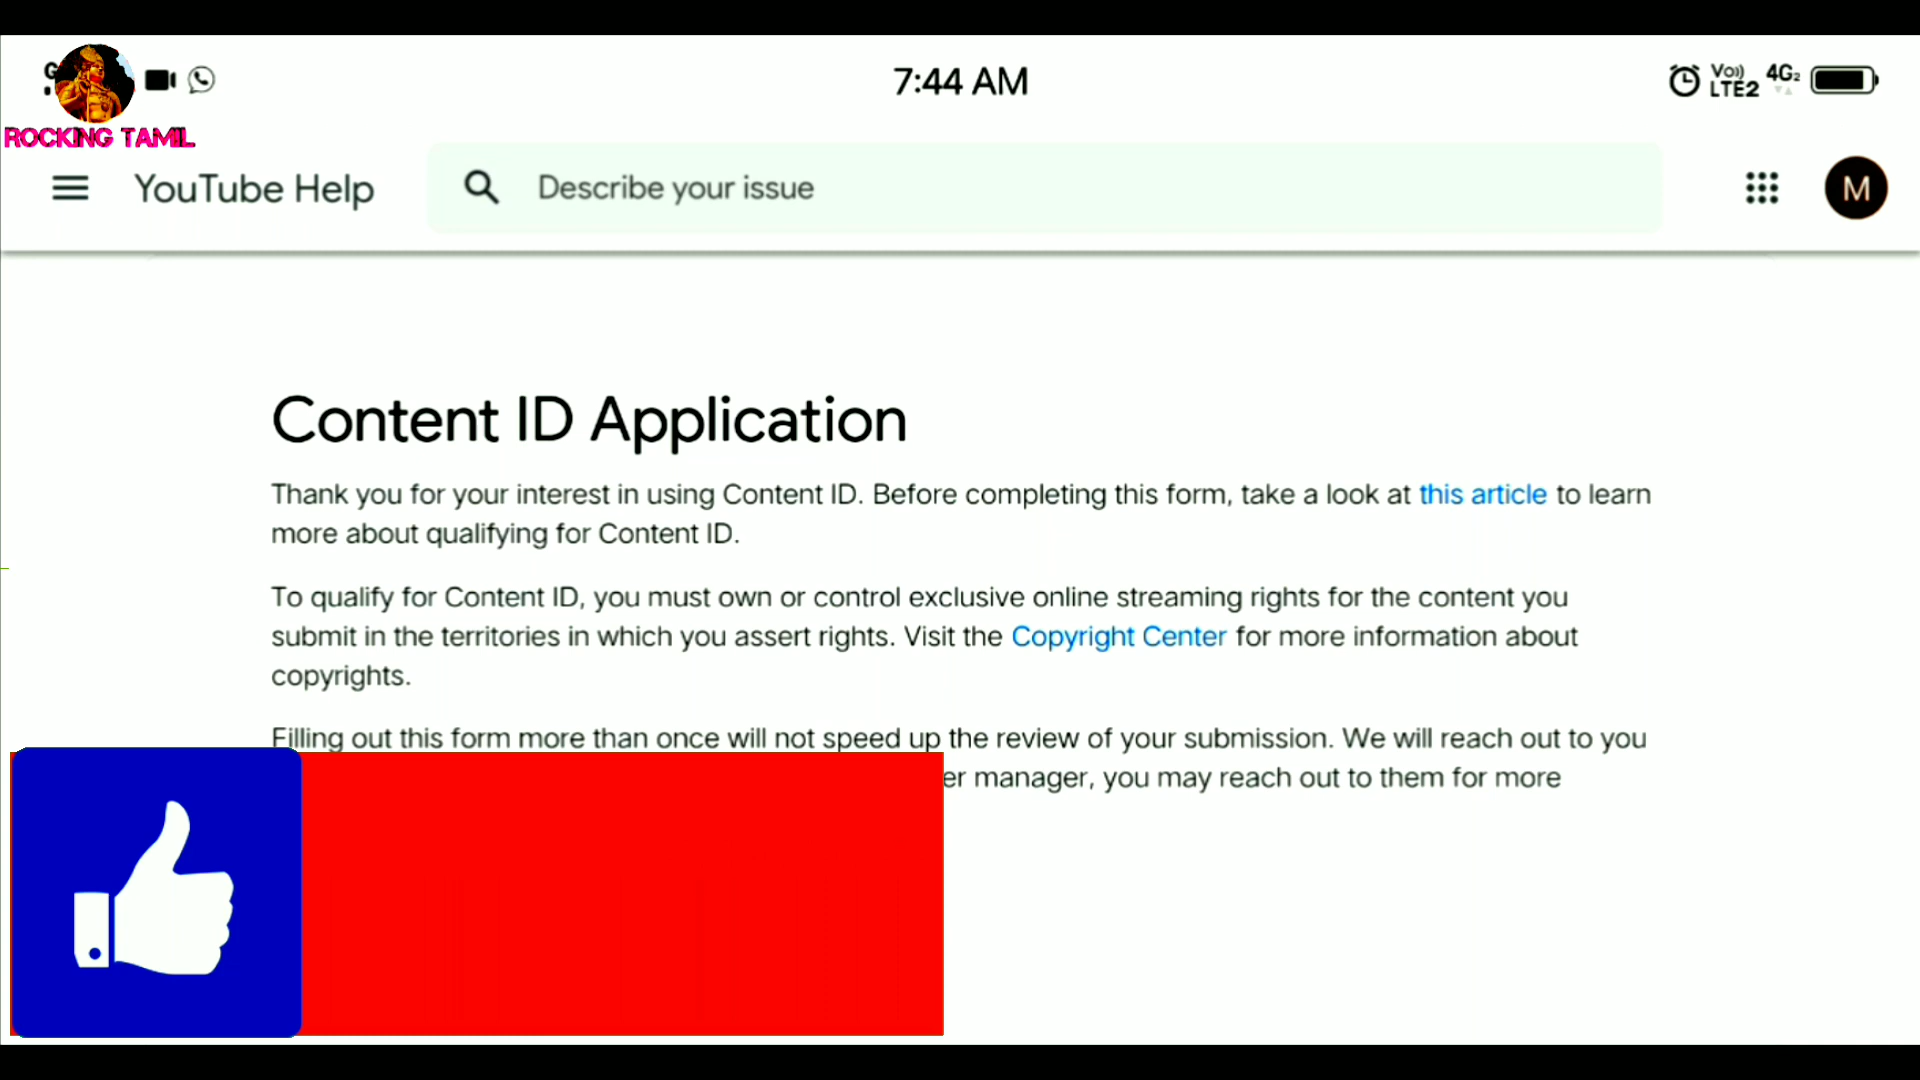 7:44 AM
Vo)) LTE2 4G2
ROCKING TAMIL
YouTube Help
Describe your issue
M
Content ID Application
Thank you for your interest in using Content ID. Before completing this form, take a look at this article to learn
more about qualifying for Content ID.
To qualify for Content ID, you must own or control exclusive online streaming rights for the content you
submit in the territories in which you assert rights. Visit the Copyright Center for more information about
copyrights.
Filling out this form more than once will not speed up the review of your submission. We will reach out to you
er manager, you may reach out to them for more